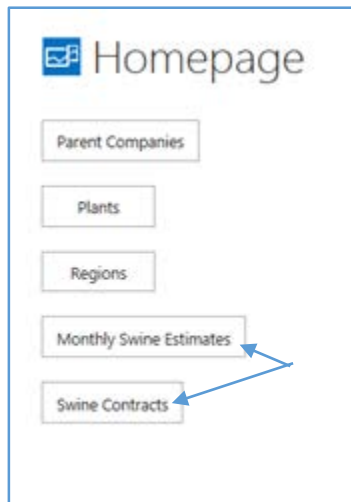 Homepage
Parent Companies
Plants
Regions
Monthly Swine Estimates
Swine Contracts